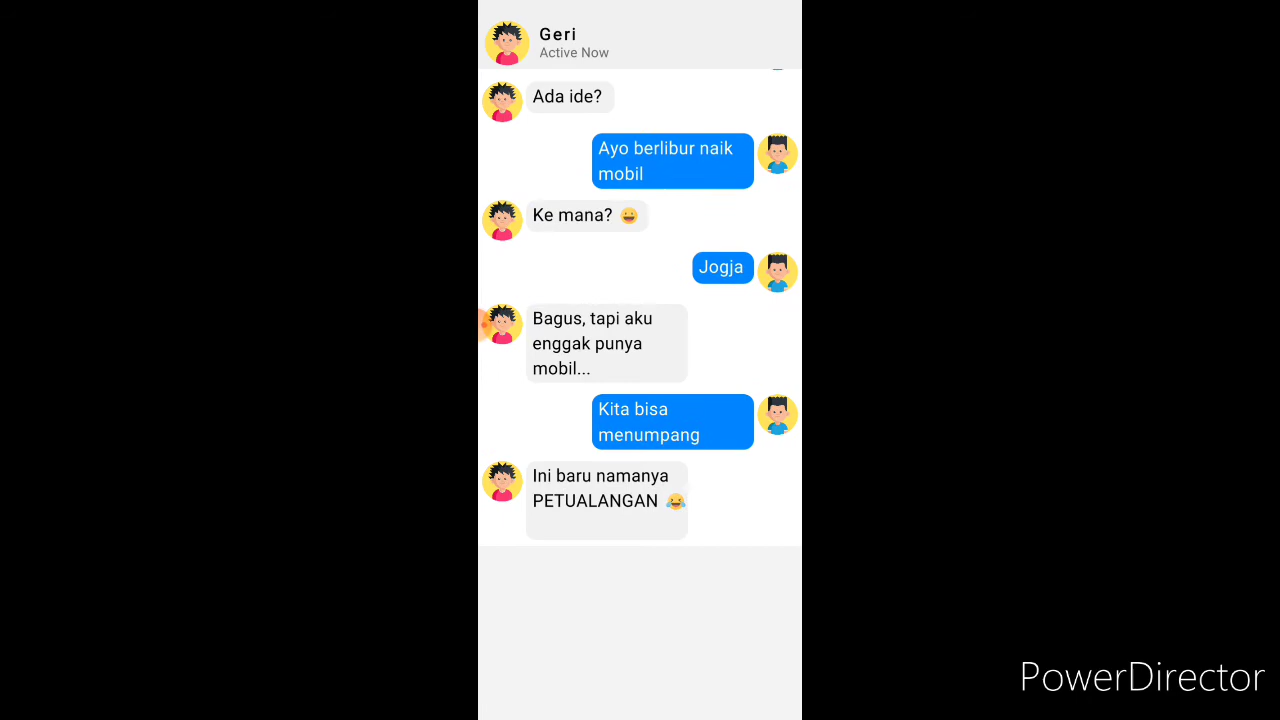 Geri
Active Now
Ada ide?
Ayo berlibur naik
mobil
Ke mana? 😀
Jogja
Bagus, tapi aku
enggak punya
mobil...
Kita bisa
menumpang
Ini baru namanya
PETUALANGAN 😂
PowerDirector